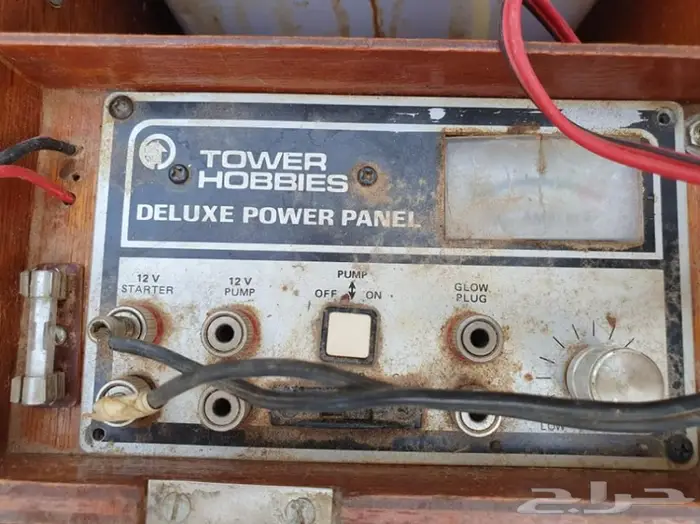 TOWER
HOBBIES
DELUXE POWER PANEL
12 V
STARTER
12 V
PUMP
PUMP
OFF
ON
GLOW
PLUG
LOW
حراج